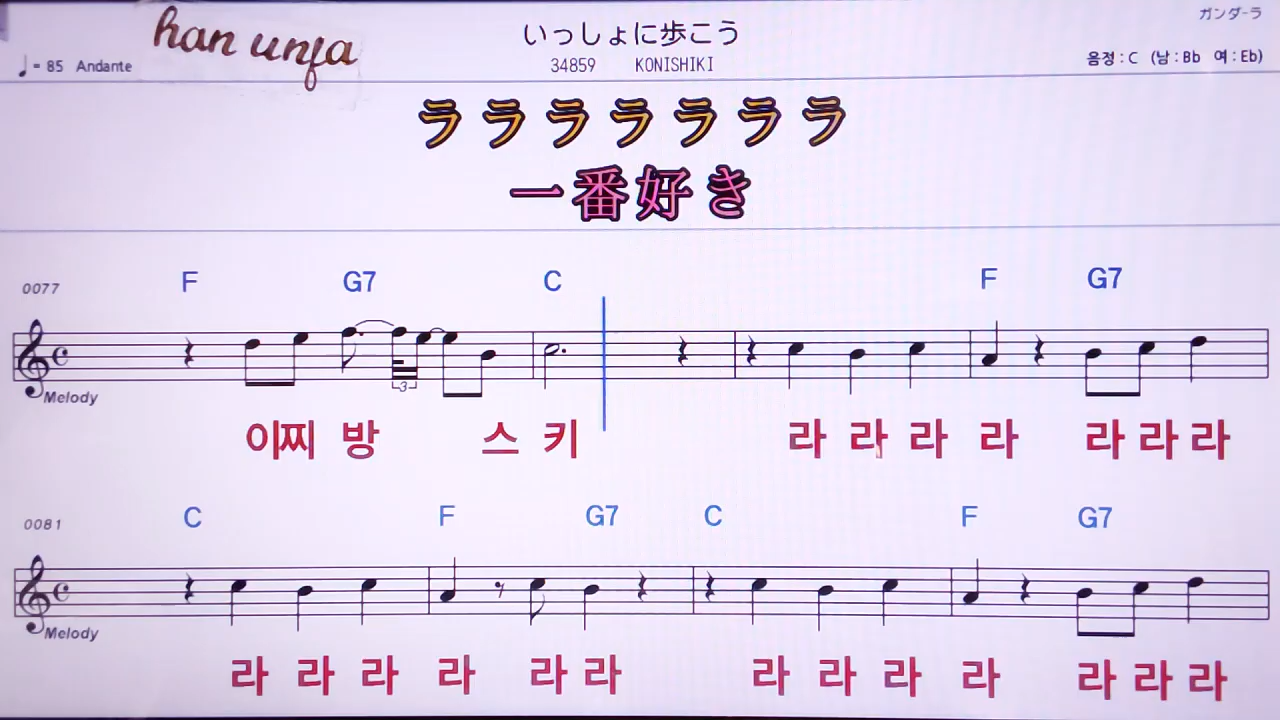 ガンダ-ラ
han unfa
いっしょに歩こう
♩= 85 Andante
34859 KONISHIKI
음정 : C (남 : Bb 여 : Eb)
ララララララララ
一番好き
0077 F G7 C F G7
Melody
이찌 방 스 키 라 라 라 라 라 라 라
0081 C F G7 C F G7
3
Melody
라 라 라 라 라 라 라 라 라 라 라 라 라